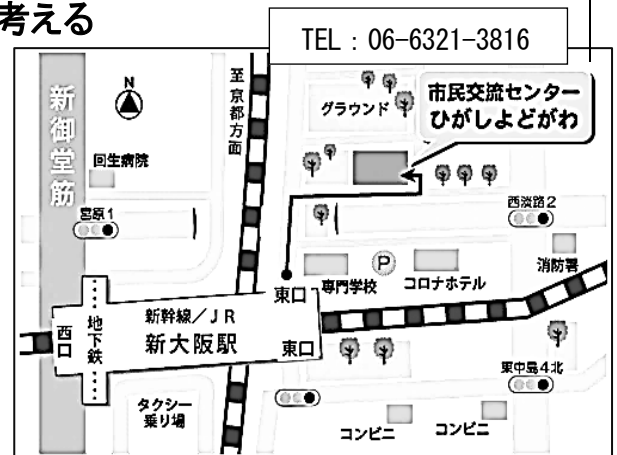 考える
TEL：06-6321-3816
新御堂筋
N
至京都方面
グラウンド
市民交流センター
ひがしよどがわ
回生病院
宮原1
西淡路2
消防署
P
専門学校
コロナホテル
東口
新幹線／JR
新大阪駅
東口
西口
地下鉄
東中島4北
タクシー
乗り場
コンビニ
コンビニ